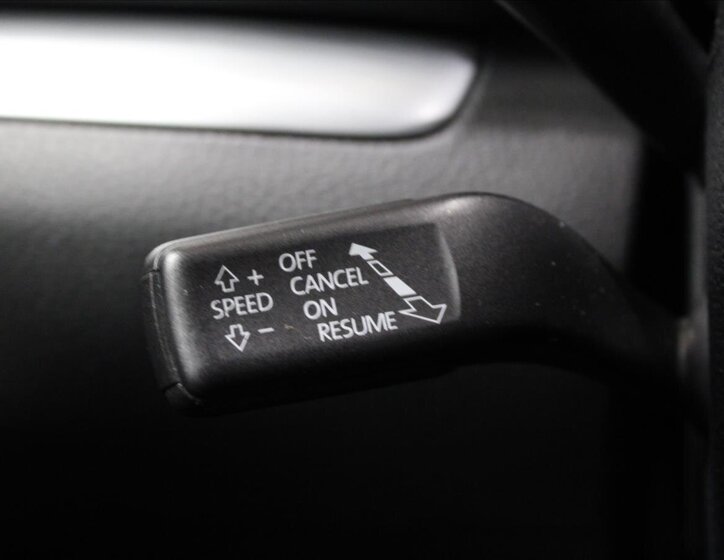 +
SPEED
-
OFF
CANCEL
ON
RESUME